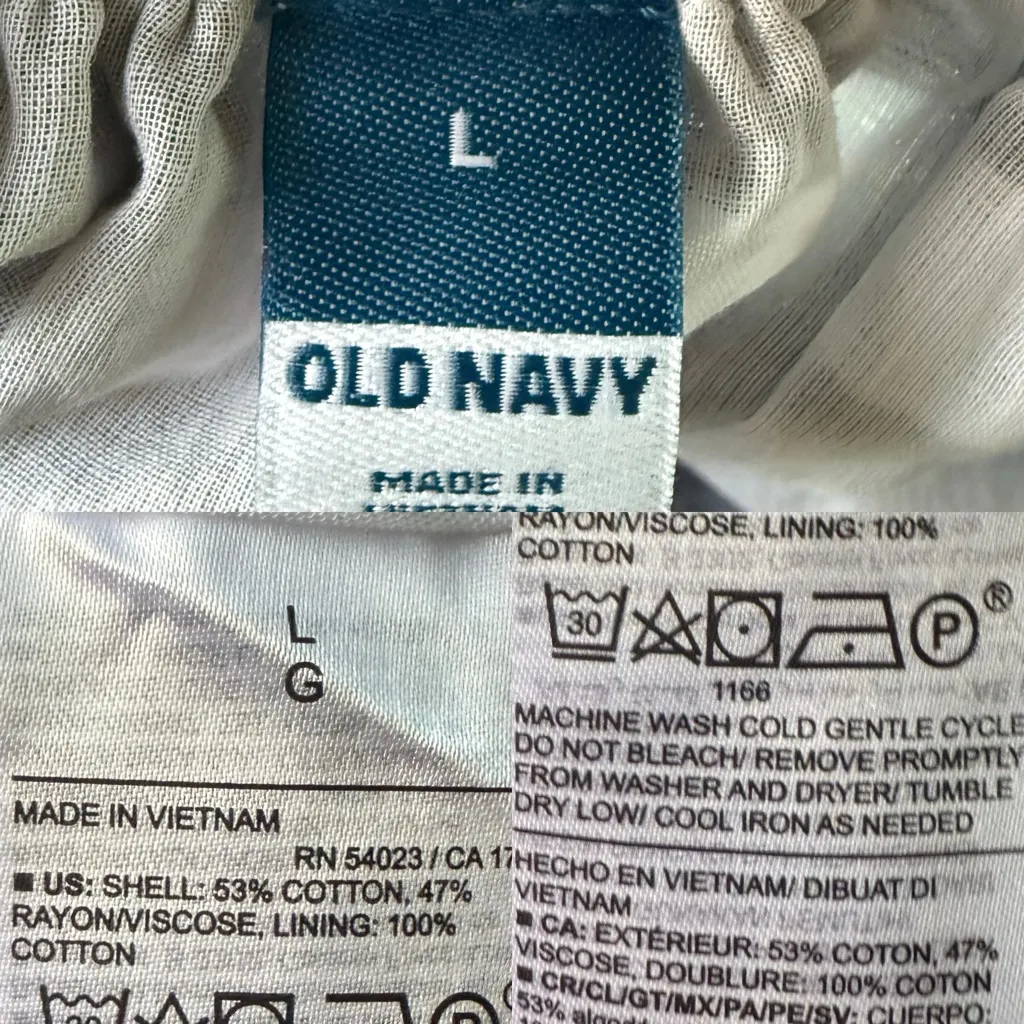 L
OLD NAVY
MADE IN
L
G
MADE IN VIETNAM
RN 54023 / CA 17
■ US: SHELL: 53% COTTON, 47%
RAYON/VISCOSE, LINING: 100%
COTTON
30
P
RAYON/VISCOSE, LINING: 100%
COTTON
30 P ®
1166
MACHINE WASH COLD GENTLE CYCLE
DO NOT BLEACH/ REMOVE PROMPTLY
FROM WASHER AND DRYER/ TUMBLE
DRY LOW/ COOL IRON AS NEEDED
HECHO EN VIETNAM/ DIBUAT DI
VIETNAM
■ CA: EXTÉRIEUR: 53% COTON, 47%
VISCOSE, DOUBLURE: 100% COTON
■ CR/CL/GT/MX/PA/PE/SV: CUERPO:
53%